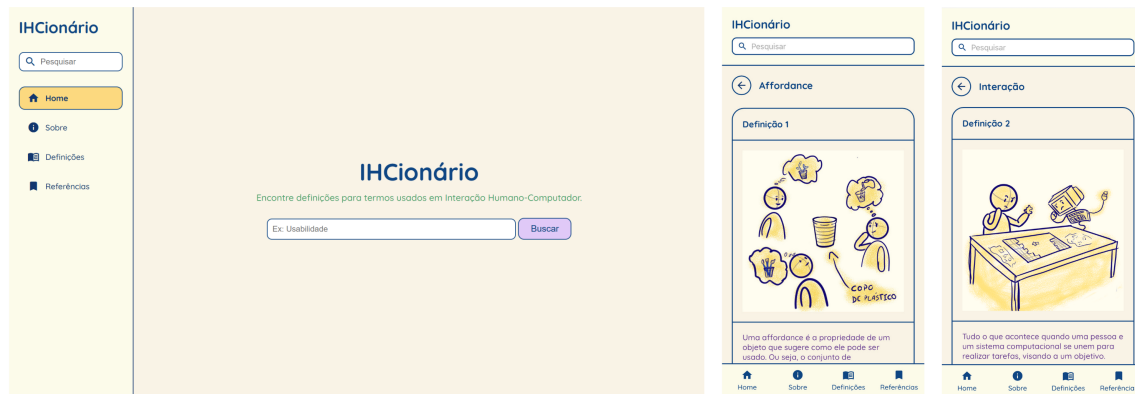 IHCionário
Pesquisar
Home
Sobre
Definições
Referências
IHCionário
Encontre definições para termos usados em Interação Humano-Computador.
Ex: Usabilidade
Buscar
IHCionário
Pesquisar
Affordance
Definição 1
COPO
DE PLÁSTICO
Uma affordance é a propriedade de um
objeto que sugere como ele pode ser
usado. Ou seja, o conjunto de
Home Sobre Definições Referências
IHCionário
Pesquisar
Interação
Definição 2
Tudo o que acontece quando uma pessoa e
um sistema computacional se unem para
realizar tarefas, visando a um objetivo.
Home Sobre Definições Referência